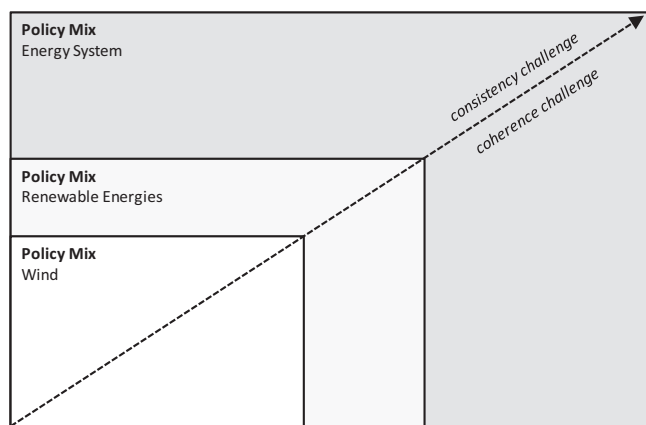 Policy Mix
Energy System
consistency challenge
coherence challenge
Policy Mix
Renewable Energies
Policy Mix
Wind